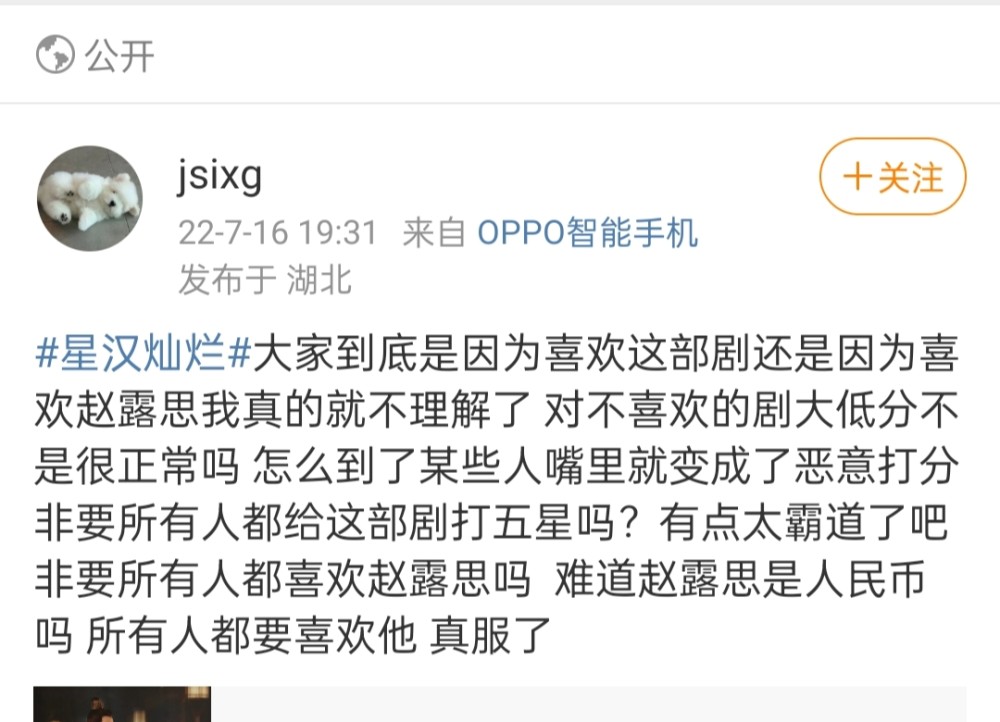 公开
jsixg
＋关注
22-7-16 19:31 来自 OPPO智能手机
发布于 湖北
#星汉灿烂#大家到底是因为喜欢这部剧还是因为喜
欢赵露思我真的就不理解了 对不喜欢的剧大低分不
是很正常吗 怎么到了某些人嘴里就变成了恶意打分
非要所有人都给这部剧打五星吗？有点太霸道了吧
非要所有人都喜欢赵露思吗 难道赵露思是人民币
吗 所有人都要喜欢他 真服了